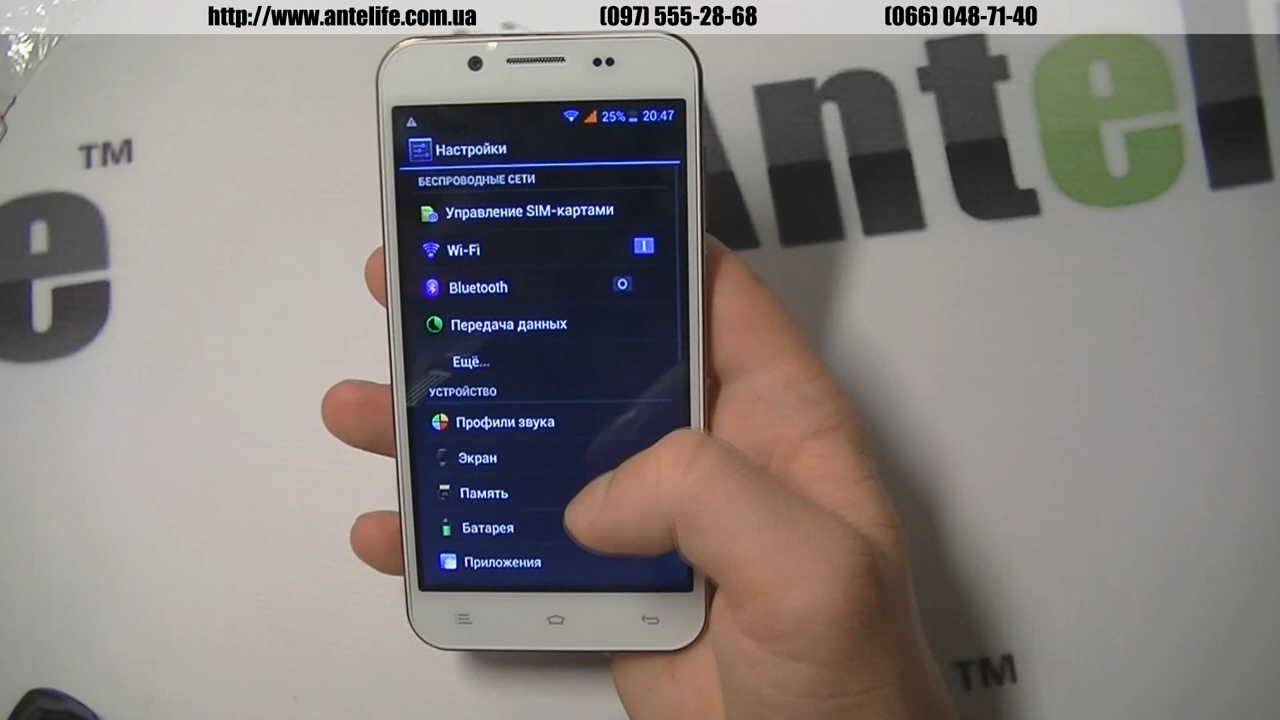 http://www.antelife.com.ua (097) 555-28-68 (066) 048-71-40
Antel
e TM
25% 20:47
Настройки
БЕСПРОВОДНЫЕ СЕТИ
Управление SIM-картами
Wi-Fi I
Bluetooth O
Передача данных
Ещё...
УСТРОЙСТВО
Профили звука
Экран
Память
Батарея
Приложения
TM